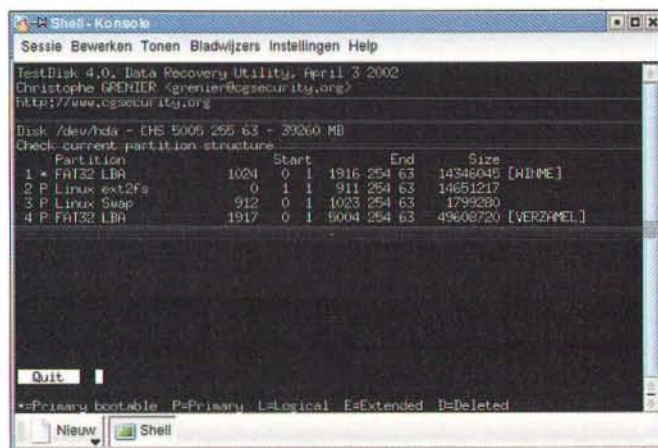 Shell - Konsole
Sessie Bewerken Tonen Bladwijzers Instellingen Help
TestDisk 4.0, Data Recovery Utility, April 3 2002
Christophe GRENIER <grenier@cgsecurity.org>
http://www.cgsecurity.org
Disk /dev/hda - CHS 5005 255 63 - 39260 MB
Check current partition structure
Partition Start End Size
1 * FAT32 LBA 1024 0 1 1916 254 63 14346045 [WINME]
2 P Linux ext2fs 0 1 1 911 254 63 14651217
3 P Linux Swap 912 0 1 1023 254 63 1799280
4 P FAT32 LBA 1917 0 1 5004 254 63 49608720 [VERZAMEL]
Quit
*=Primary bootable P=Primary L=Logical E=Extended D=Deleted
Nieuw Shell